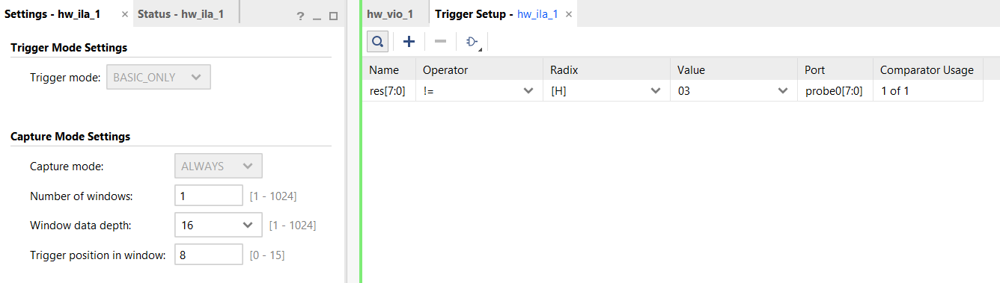 Settings - hw_ila_1 × Status - hw_ila_1 ?
Trigger Mode Settings
Trigger mode: BASIC_ONLY
Capture Mode Settings
Capture mode: ALWAYS
Number of windows: 1 [1 - 1024]
Window data depth: 16 [1 - 1024]
Trigger position in window: 8 [0 - 15]
hw_vio_1 Trigger Setup - hw_ila_1 ×
Name Operator Radix Value Port Comparator Usage
res[7:0] != [H] 03 probe0[7:0] 1 of 1